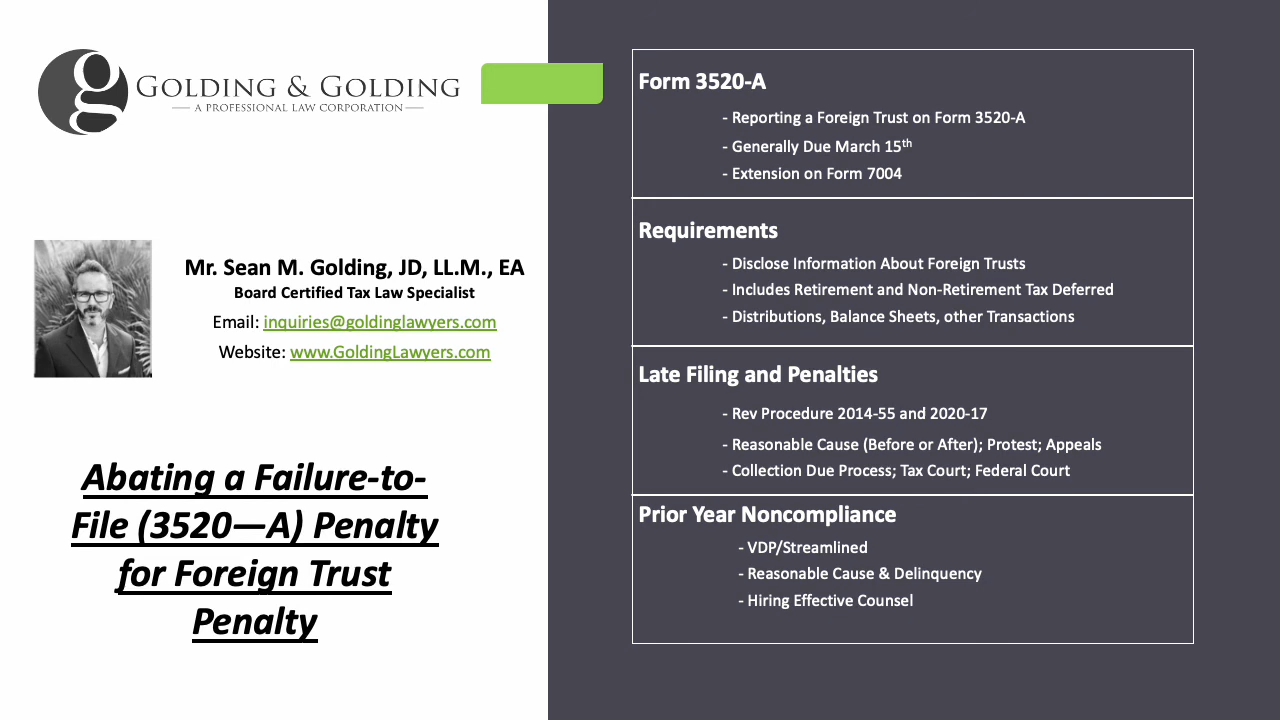 GOLDING & GOLDING
A PROFESSIONAL LAW CORPORATION
Mr. Sean M. Golding, JD, LL.M., EA
Board Certified Tax Law Specialist
Email: inquiries@goldinglawyers.com
Website: www.GoldingLawyers.com
Abating a Failure-to-
File (3520—A) Penalty
for Foreign Trust
Penalty
Form 3520-A
- Reporting a Foreign Trust on Form 3520-A
- Generally Due March 15th
- Extension on Form 7004
Requirements
- Disclose Information About Foreign Trusts
- Includes Retirement and Non-Retirement Tax Deferred
- Distributions, Balance Sheets, other Transactions
Late Filing and Penalties
- Rev Procedure 2014-55 and 2020-17
- Reasonable Cause (Before or After); Protest; Appeals
- Collection Due Process; Tax Court; Federal Court
Prior Year Noncompliance
- VDP/Streamlined
- Reasonable Cause & Delinquency
- Hiring Effective Counsel